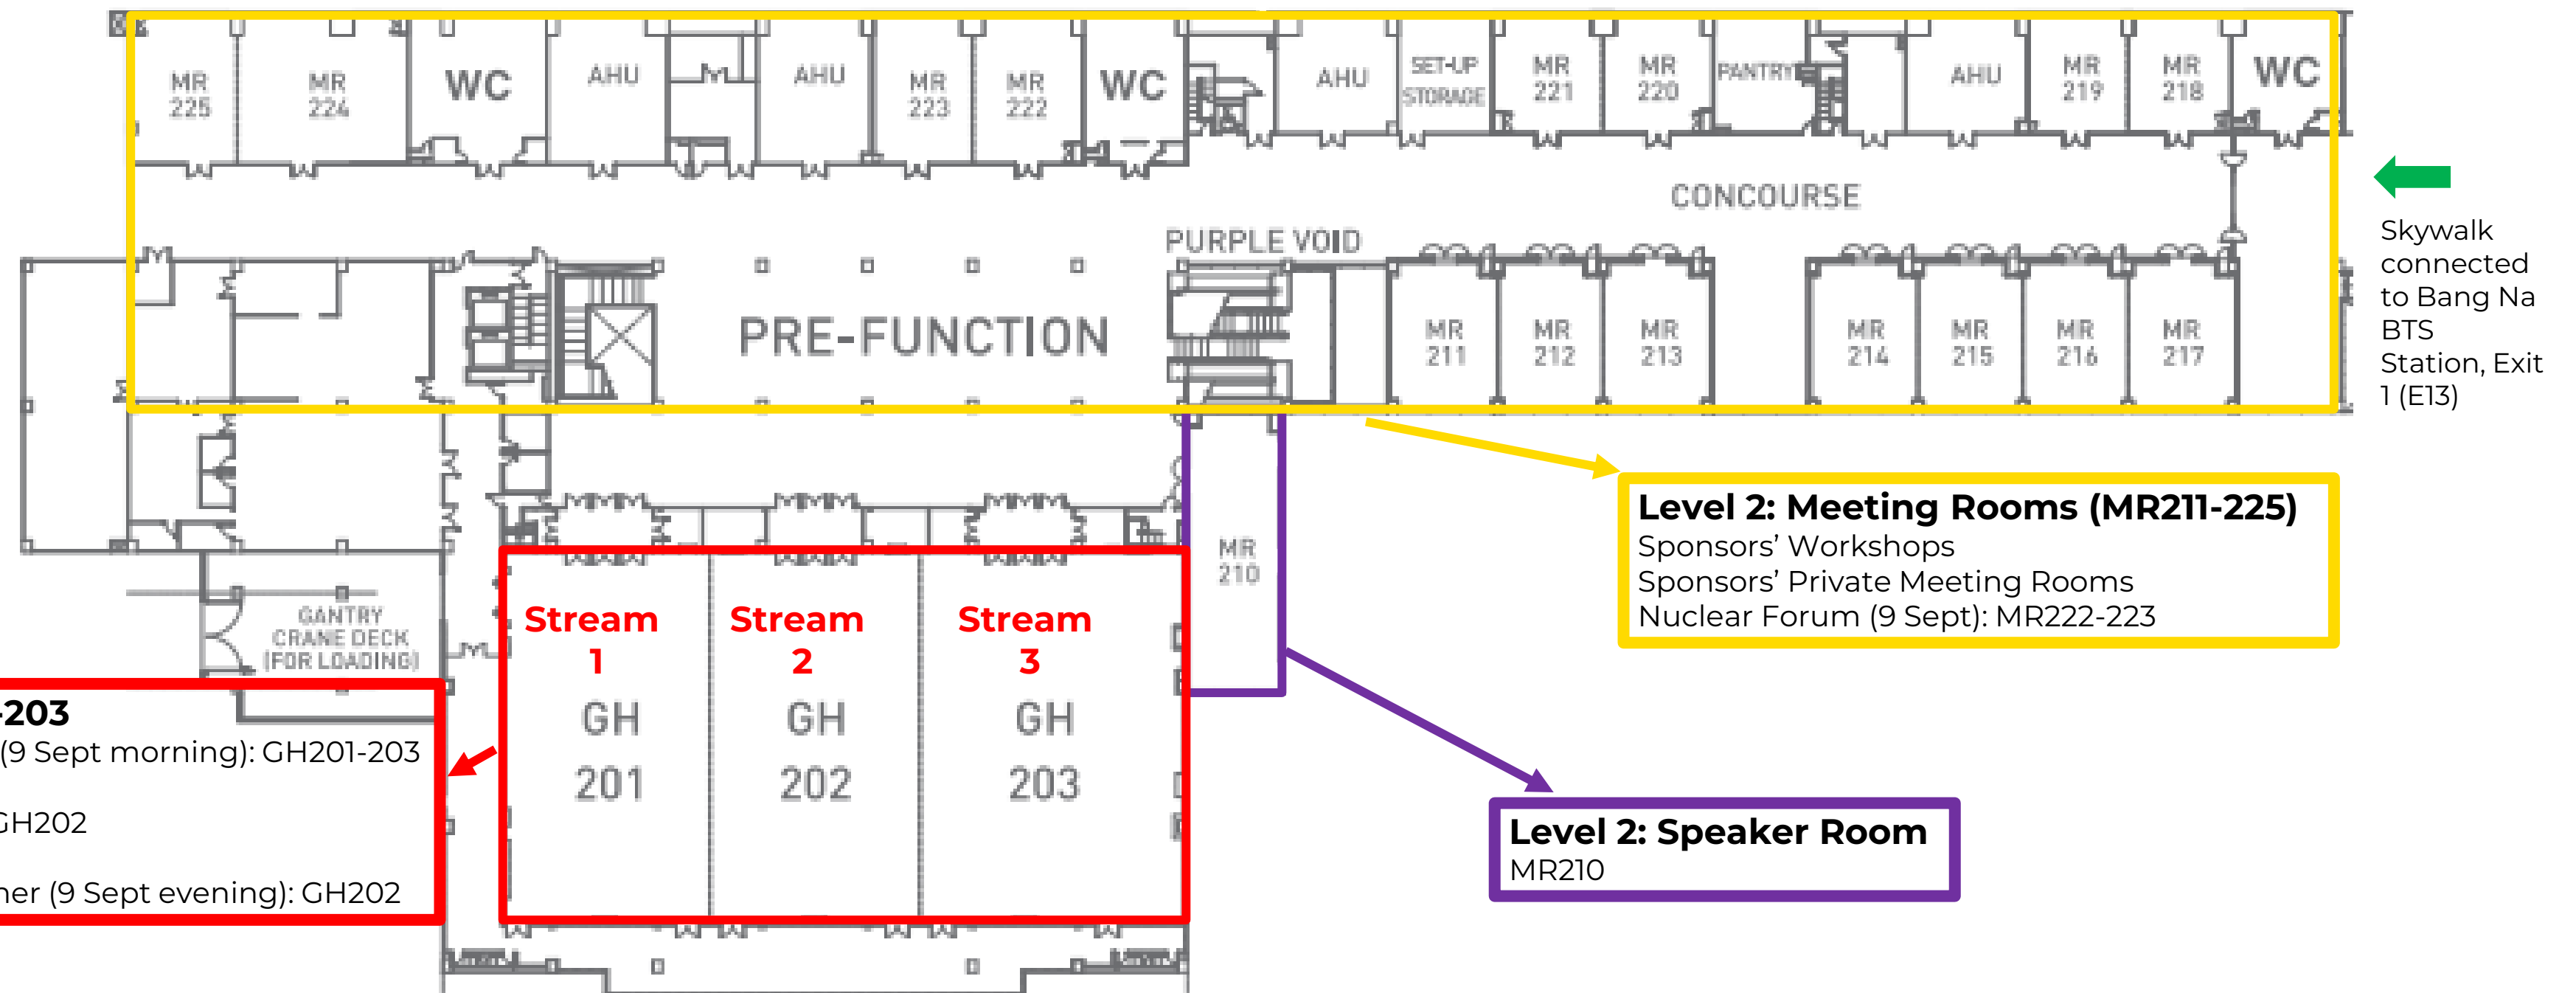 MR
225
MR
224
WC
AHU
AHU
MR
223
MR
222
WC
AHU
SET-UP
STORAGE
MR
221
MR
220
PANTRY
AHU
MR
219
MR
218
WC
CONCOURSE
PURPLE VOID
PRE-FUNCTION
MR
211
MR
212
MR
213
MR
214
MR
215
MR
216
MR
217
Skywalk
connected
to Bang Na
BTS
Station, Exit
1 (E13)
Level 2: Meeting Rooms (MR211-225)
Sponsors’ Workshops
Sponsors’ Private Meeting Rooms
Nuclear Forum (9 Sept): MR222-223
MR
210
GANTRY
CRANE DECK
(FOR LOADING)
Stream
1
GH
201
Stream
2
GH
202
Stream
3
GH
203
-203
(9 Sept morning): GH201-203
GH202
ner (9 Sept evening): GH202
Level 2: Speaker Room
MR210